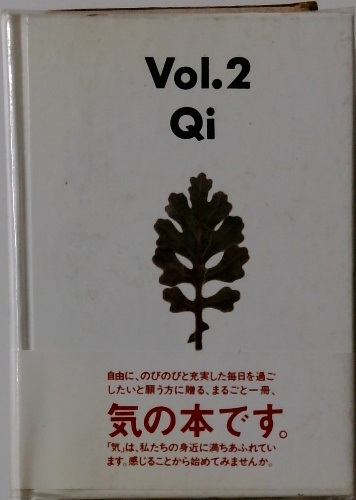 Vol.2
Qi
自由に、のびのびと充実した毎日を過ご
したいと願う方に贈る、まるごと一冊、
気の本です。
「気」は、私たちの身近に満ちあふれてい
ます。感じることから始めてみませんか。